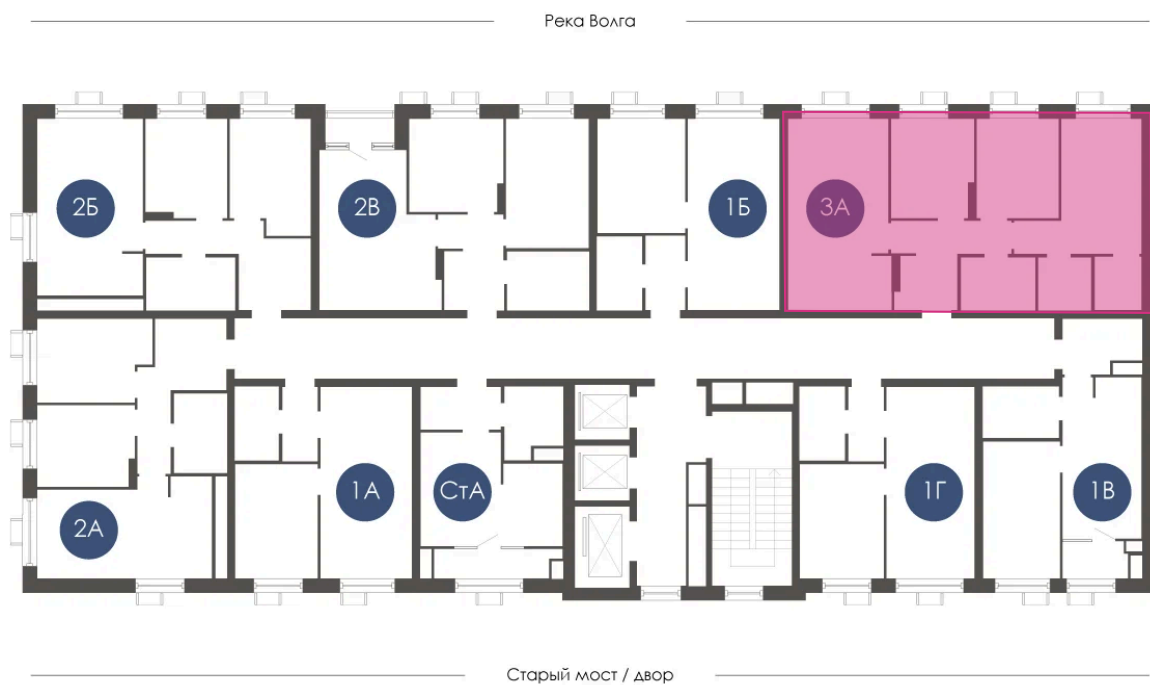 Река Волга
2Б
2В
1Б
3А
2А
1А
СтА
1Г
1В
Старый мост / двор